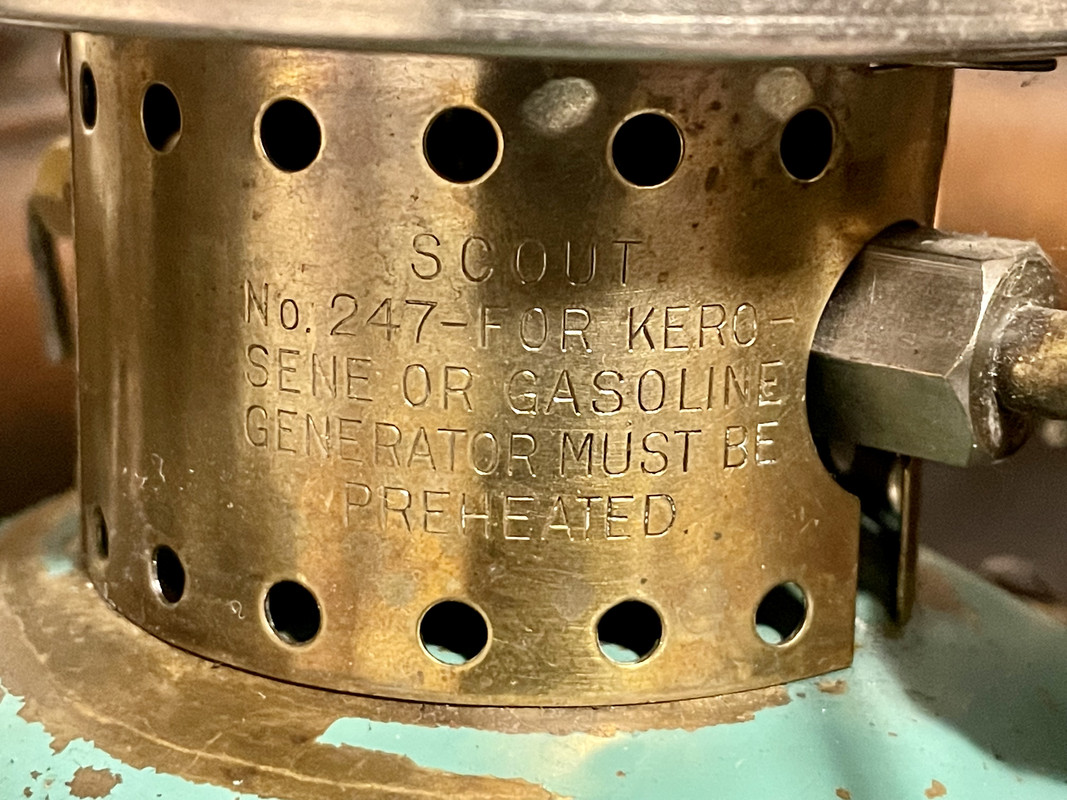 SCOUT
No. 247-FOR KERO-
SENE OR GASOLINE
GENERATOR MUST BE
PREHEATED.